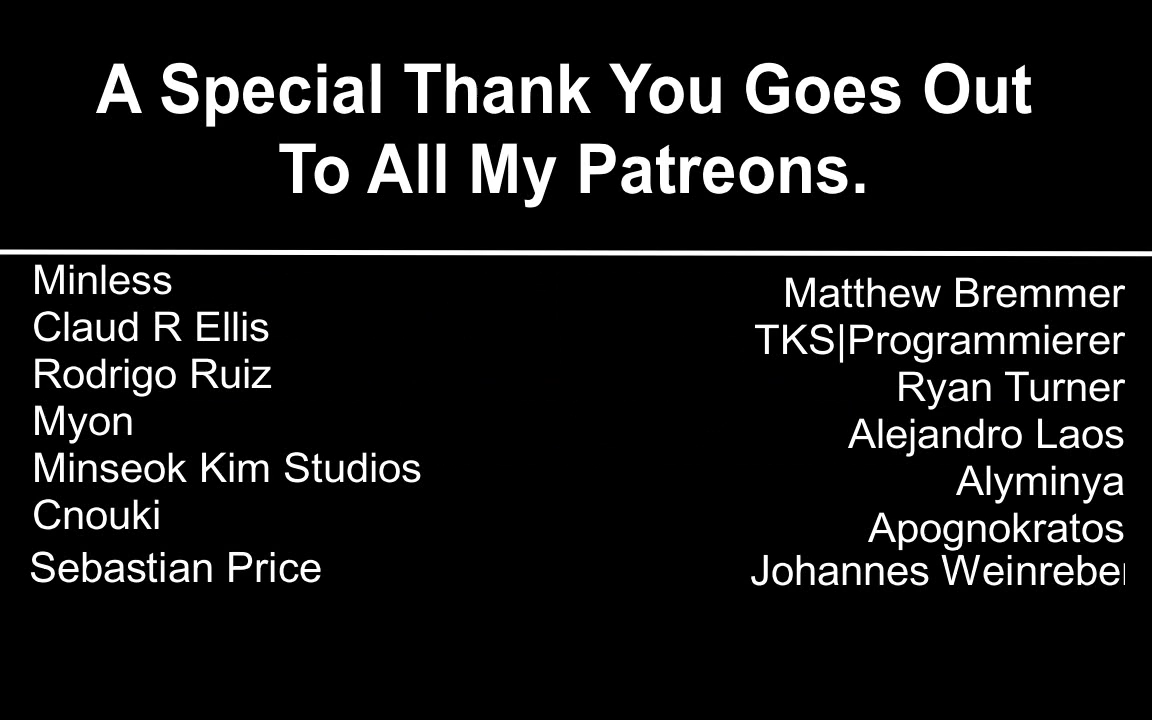 A Special Thank You Goes Out
To All My Patreons.
Minless
Claud R Ellis
Rodrigo Ruiz
Myon
Minseok Kim Studios
Cnouki
Sebastian Price
Matthew Bremmer
TKS|Programmierer
Ryan Turner
Alejandro Laos
Alyminya
Apognokratos
Johannes Weinreber